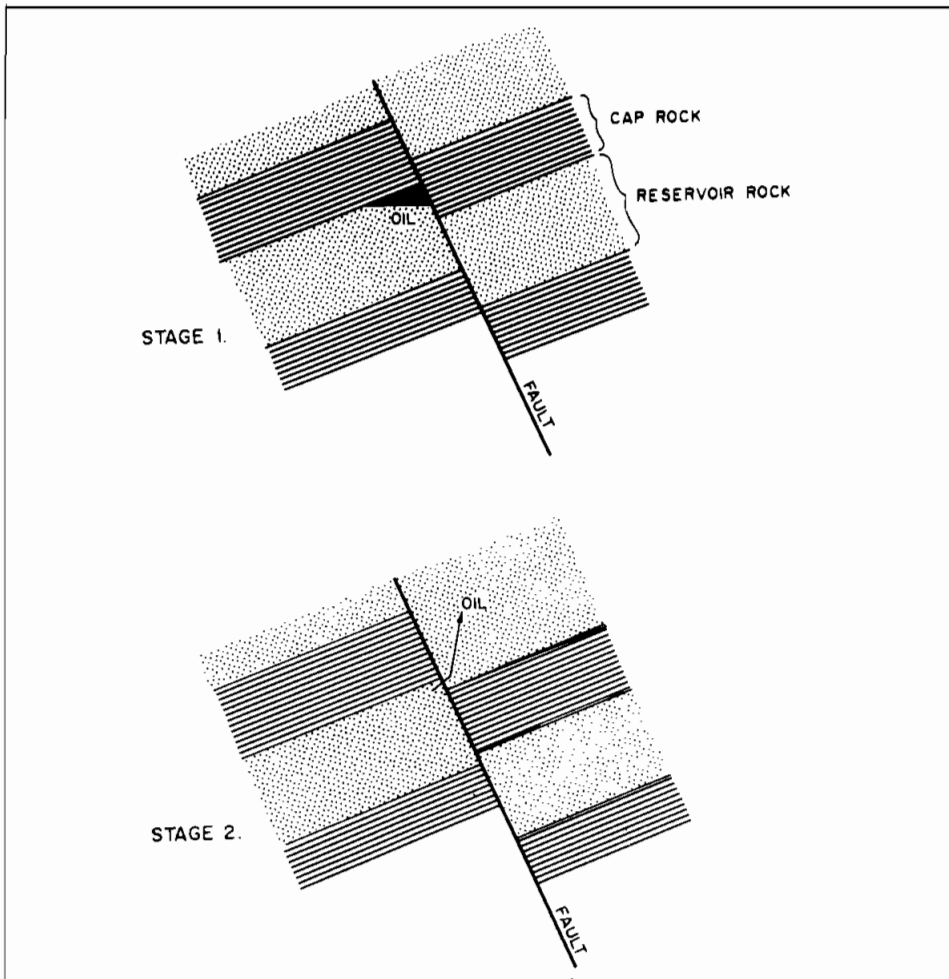 CAP ROCK
RESERVOIR ROCK
OIL
STAGE 1.
FAULT
OIL
STAGE 2.
FAULT